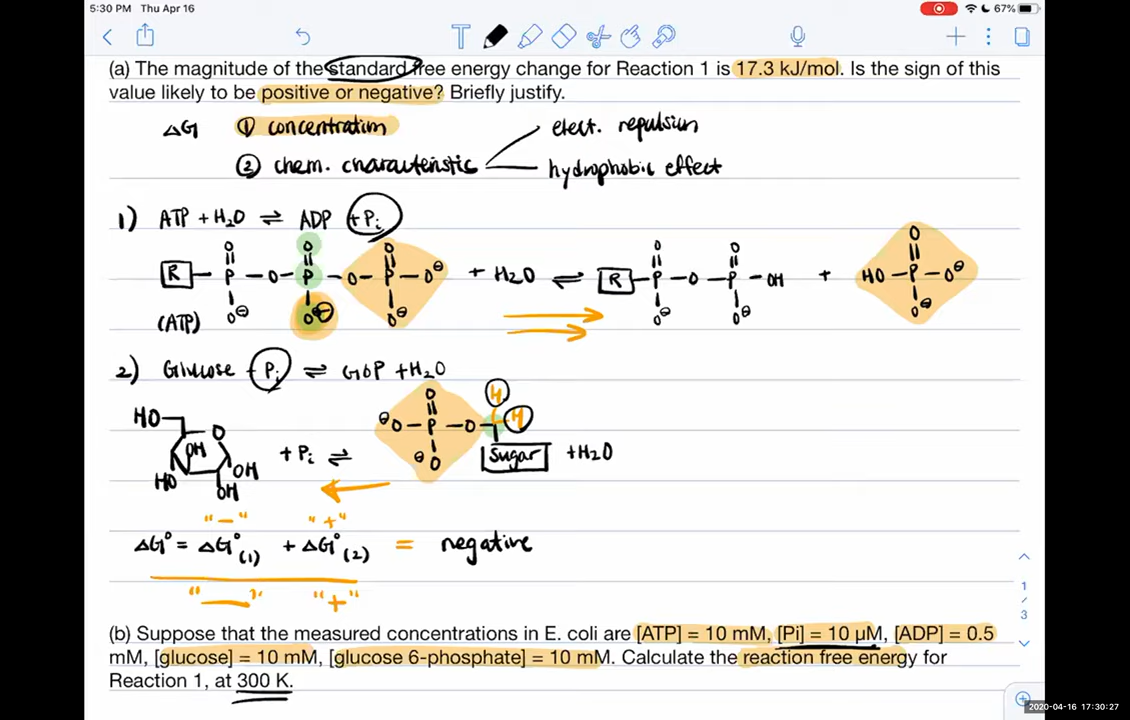 5:30 PM Thu Apr 16 67%
(a) The magnitude of the standard free energy change for Reaction 1 is 17.3 kJ/mol. Is the sign of this
value likely to be positive or negative? Briefly justify.
ΔG ① concentration elect. repulsion
② chem. characteristic hydrophobic effect
1) ATP + H2O ⇌ ADP + Pi
O O O O O O
R - P - O - P - O - P - O⊖ + H2O ⇌ R - P - O - P - OH + HO - P - O⊖
(ATP) O⊖ O⊖ O⊖ O⊖ O⊖ O⊖
2) Glucose + Pi ⇌ G6P + H2O
HO O OH HO OH OH + Pi ⇌ ⊖O - P - O - H H O ⊖O Sugar + H2O
"-" "+"
ΔG° = ΔG°(1) + ΔG°(2) = negative
"—" "+"
(b) Suppose that the measured concentrations in E. coli are [ATP] = 10 mM, [Pi] = 10 µM, [ADP] = 0.5
mM, [glucose] = 10 mM, [glucose 6-phosphate] = 10 mM. Calculate the reaction free energy for
Reaction 1, at 300 K.
1
/
3
2020-04-16 17:30:27